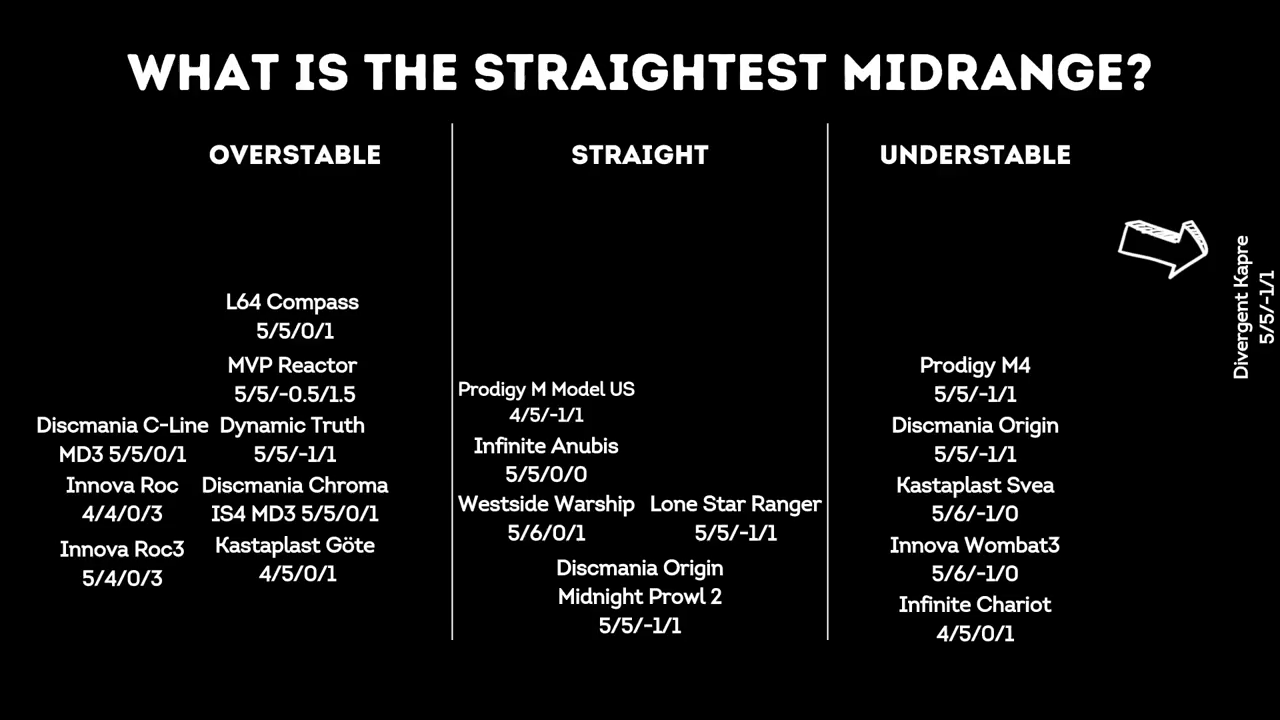 WHAT IS THE STRAIGHTEST MIDRANGE?
OVERSTABLE
L64 Compass
5/5/0/1
MVP Reactor
5/5/-0.5/1.5
Discmania C-Line
MD3 5/5/0/1
Dynamic Truth
5/5/-1/1
Innova Roc
4/4/0/3
Discmania Chroma
IS4 MD3 5/5/0/1
Innova Roc3
5/4/0/3
Kastaplast Göte
4/5/0/1
STRAIGHT
Prodigy M Model US
4/5/-1/1
Infinite Anubis
5/5/0/0
Westside Warship
5/6/0/1
Lone Star Ranger
5/5/-1/1
Discmania Origin
Midnight Prowl 2
5/5/-1/1
UNDERSTABLE
Prodigy M4
5/5/-1/1
Discmania Origin
5/5/-1/1
Kastaplast Svea
5/6/-1/0
Innova Wombat3
5/6/-1/0
Infinite Chariot
4/5/0/1
Divergent Kapre
5/5/-1/1